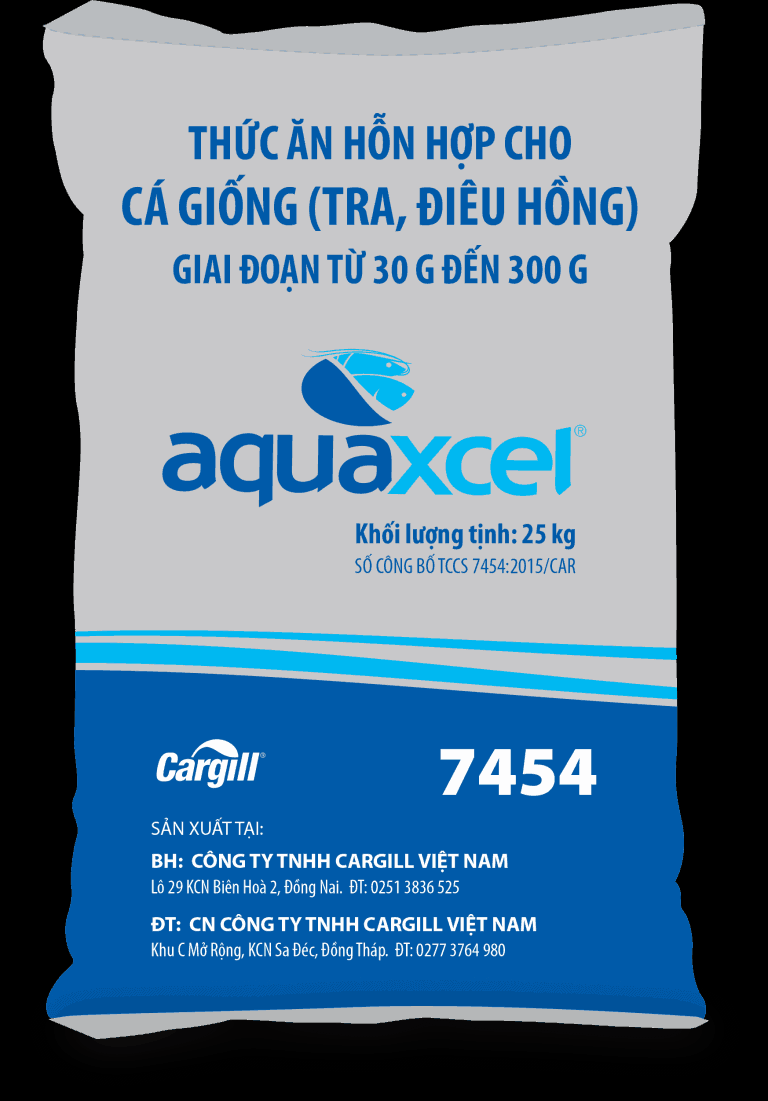 THỨC ĂN HỖN HỢP CHO
CÁ GIỐNG (TRA, ĐIÊU HỒNG)
GIAI ĐOẠN TỪ 30 G ĐẾN 300 G
aquaxcel®
Khối lượng tịnh: 25 kg
SỐ CÔNG BỐ TCCS 7454:2015/CAR
Cargill®
7454
SẢN XUẤT TẠI:
BH: CÔNG TY TNHH CARGILL VIỆT NAM
Lô 29 KCN Biên Hoà 2, Đồng Nai. ĐT: 0251 3836 525
ĐT: CN CÔNG TY TNHH CARGILL VIỆT NAM
Khu C Mở Rộng, KCN Sa Đéc, Đồng Tháp. ĐT: 0277 3764 980